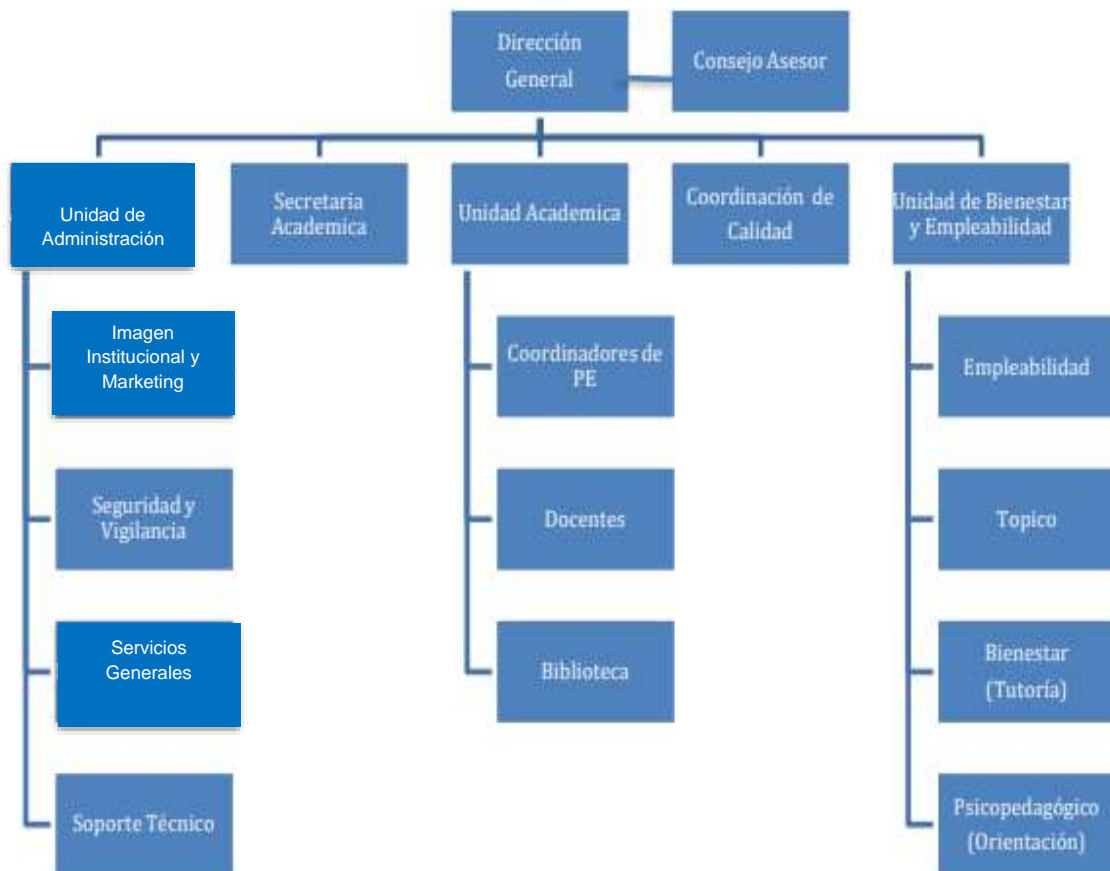 Dirección
General
Consejo Asesor
Unidad de
Administración
Secretaria
Academica
Unidad Academica
Coordinación de
Calidad
Unidad de Bienestar
y Empleabilidad
Imagen
Institucional y
Marketing
Coordinadores de
PE
Empleabilidad
Seguridad y
Vigilancia
Docentes
Topico
Servicios
Generales
Biblioteca
Bienestar
(Tutoría)
Soporte Técnico
Psicopedagógico
(Orientación)